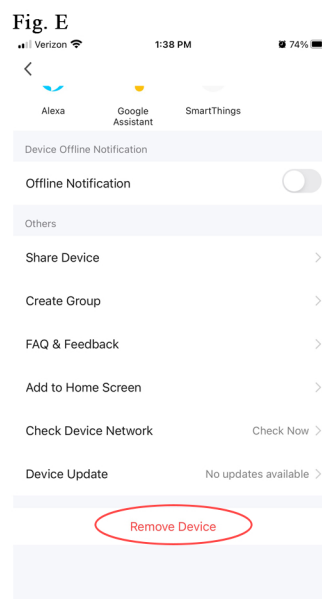 Fig. E
Verizon 1:38 PM 74%
Alexa Google Assistant SmartThings
Device Offline Notification
Offline Notification
Others
Share Device
Create Group
FAQ & Feedback
Add to Home Screen
Check Device Network Check Now
Device Update No updates available
Remove Device